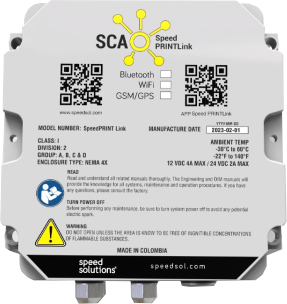 SCA
Speed
PRINTLink
Bluetooth
WiFi
GSM/GPS
www.speedsol.com
APP Speed PRINTLink
MODEL NUMBER: SpeedPRINT Link
MANUFACTURE DATE
YYYY-MM-DD
2023-02-01
CLASS: I
DIVISION: 2
GROUP: A, B, C & D
ENCLOSURE TYPE: NEMA 4X
AMBIENT TEMP
-30°C to 60°C
-22°F to 140°F
12 VDC 4A MAX / 24 VDC 2A MAX
READ
Read and understand all related manuals thoroughly. The Engineering and O&M manuals will
provide the knowledge for all systems, maintenance and operation procedures. If you have
any questions, please consult the factory.
TURN POWER OFF
Before performing any maintenance, be sure to turn system power off to avoid any potential
electric spark.
WARNING
DO NOT OPEN UNLESS THE AREA IS KNOW TO BE FREE OF INGNITIBLE CONCENTRATIONS
OF FLAMMABLE SUBSTANCES.
MADE IN COLOMBIA
speed
solutions
speedsol.com